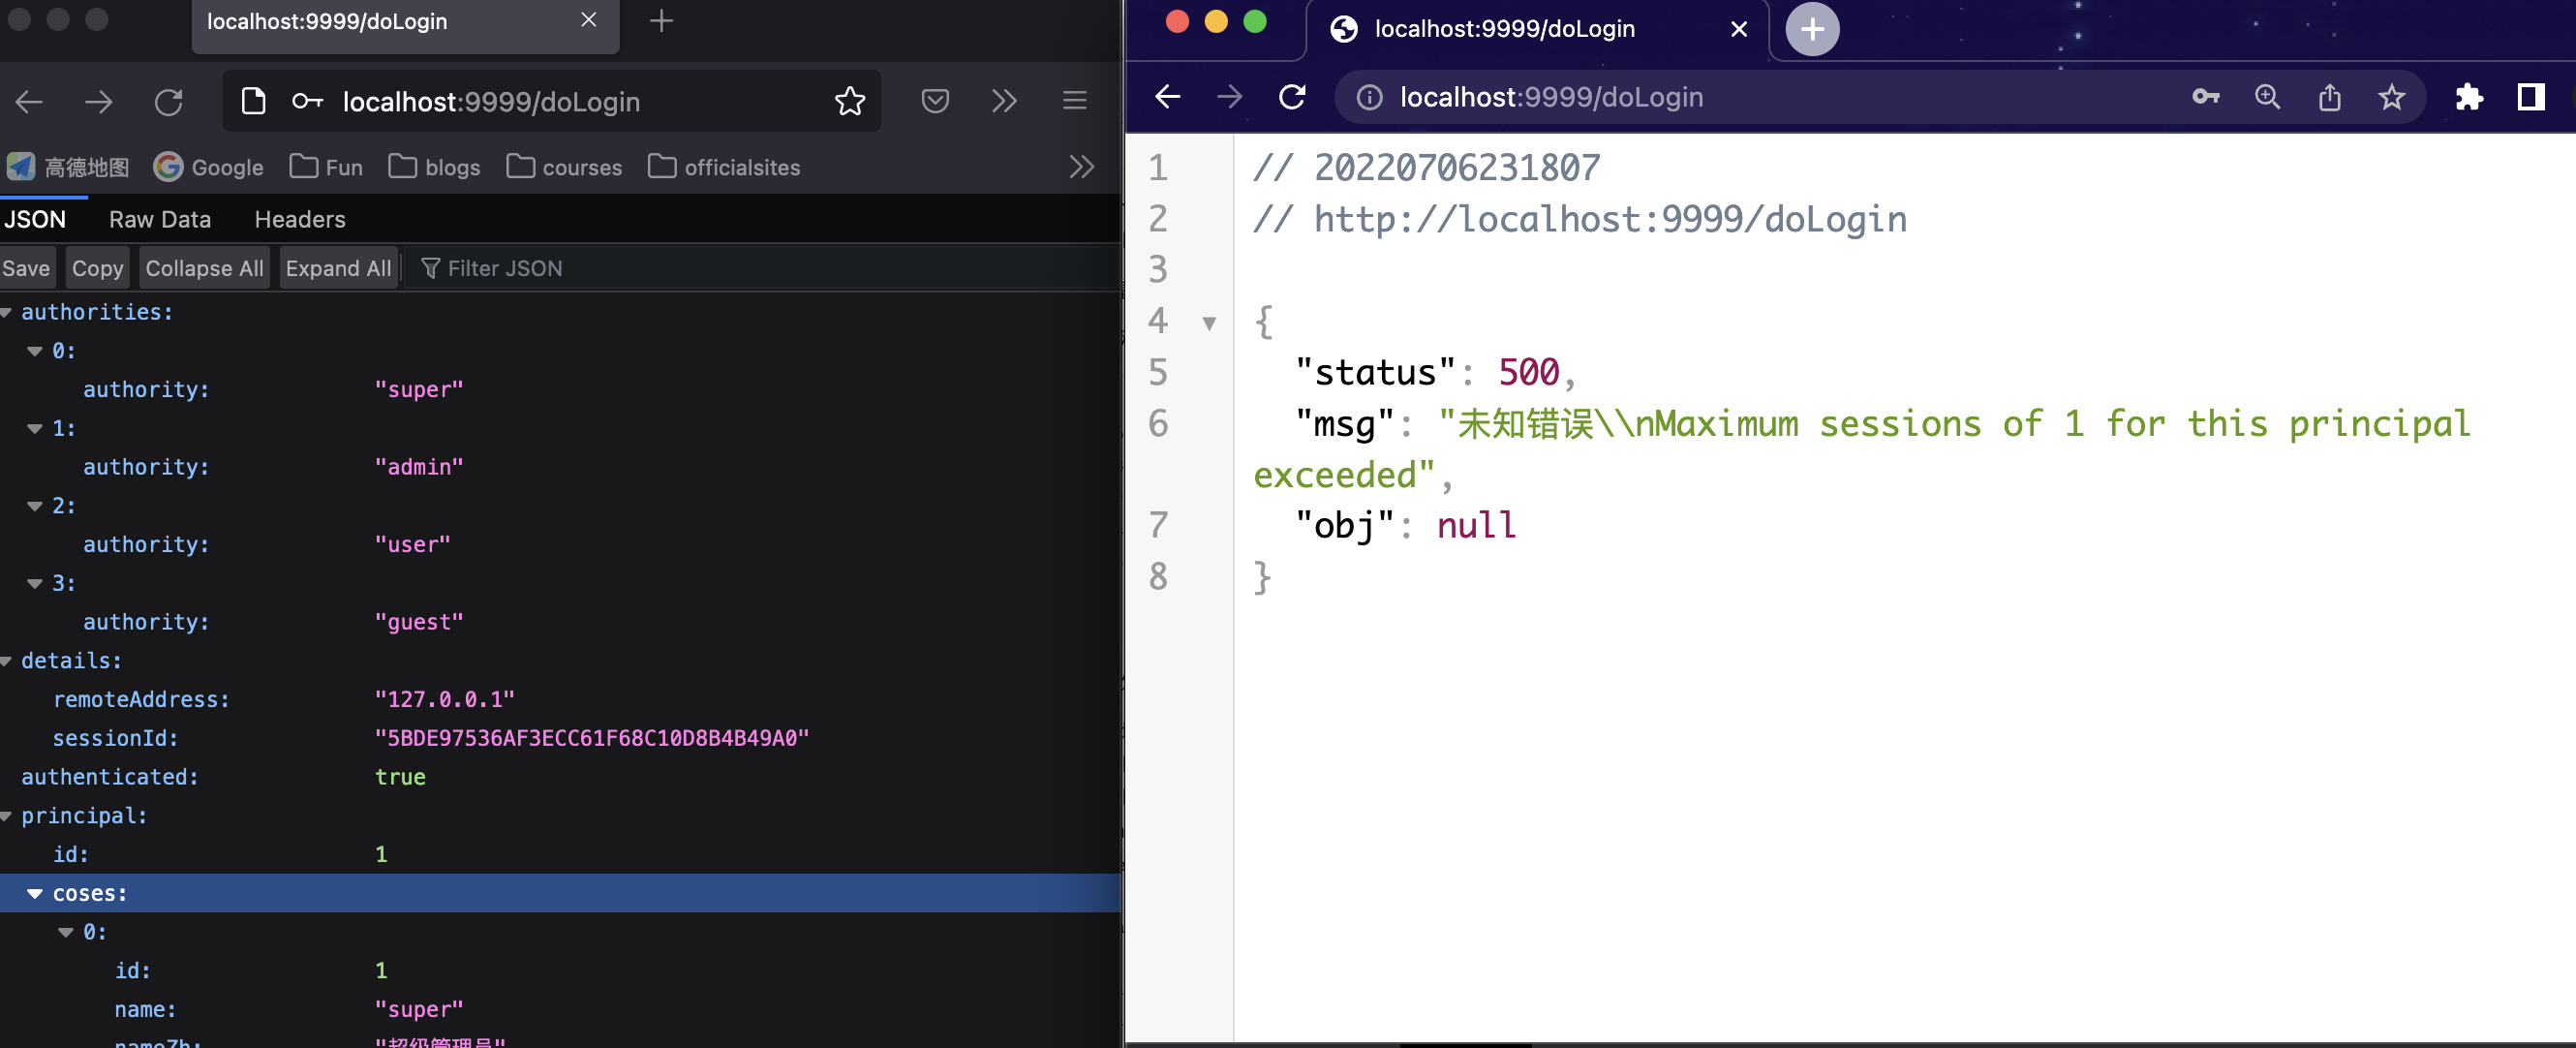 localhost:9999/doLogin
localhost:9999/doLogin
高德地图 Google Fun blogs courses officialsites
JSON Raw Data Headers
Save Copy Collapse All Expand All Filter JSON
authorities:
0:
authority: "super"
1:
authority: "admin"
2:
authority: "user"
3:
authority: "guest"
details:
remoteAddress: "127.0.0.1"
sessionId: "5BDE97536AF3ECC61F68C10D8B4B49A0"
authenticated: true
principal:
id: 1
coses:
0:
id: 1
name: "super"
nameZh: "超级管理员"
localhost:9999/doLogin
localhost:9999/doLogin
1 // 20220706231807
2 // http://localhost:9999/doLogin
3
4 {
5 "status": 500,
6 "msg": "未知错误\\nMaximum sessions of 1 for this principal
exceeded",
7 "obj": null
8 }